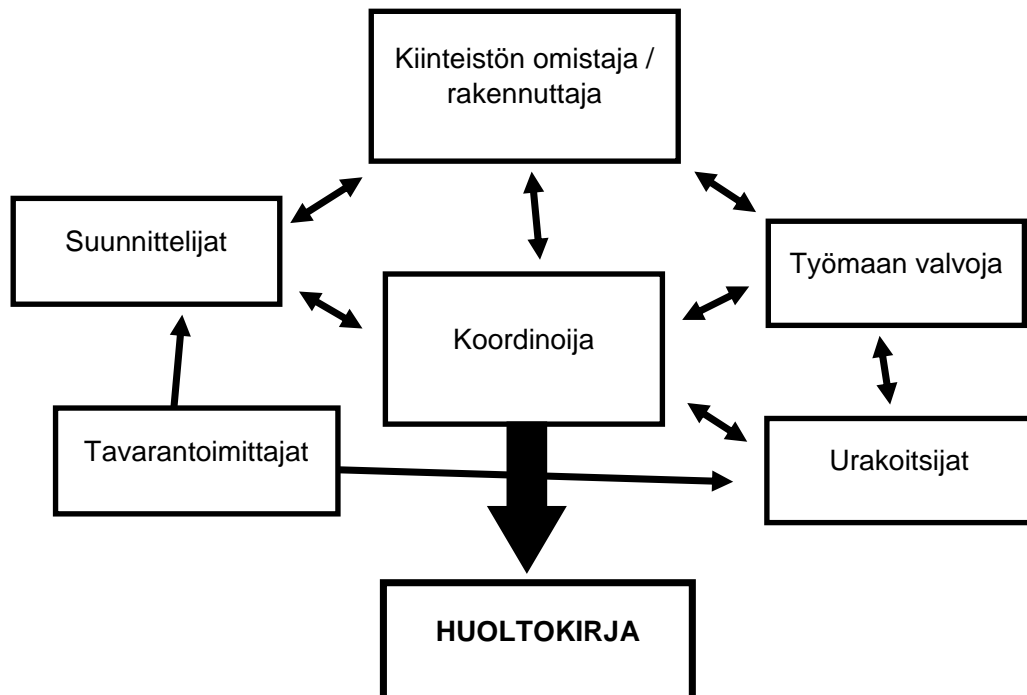 Kiinteistön omistaja /
rakennuttaja
Suunnittelijat
Työmaan valvoja
Koordinoija
Tavarantoimittajat
Urakoitsijat
HUOLTOKIRJA